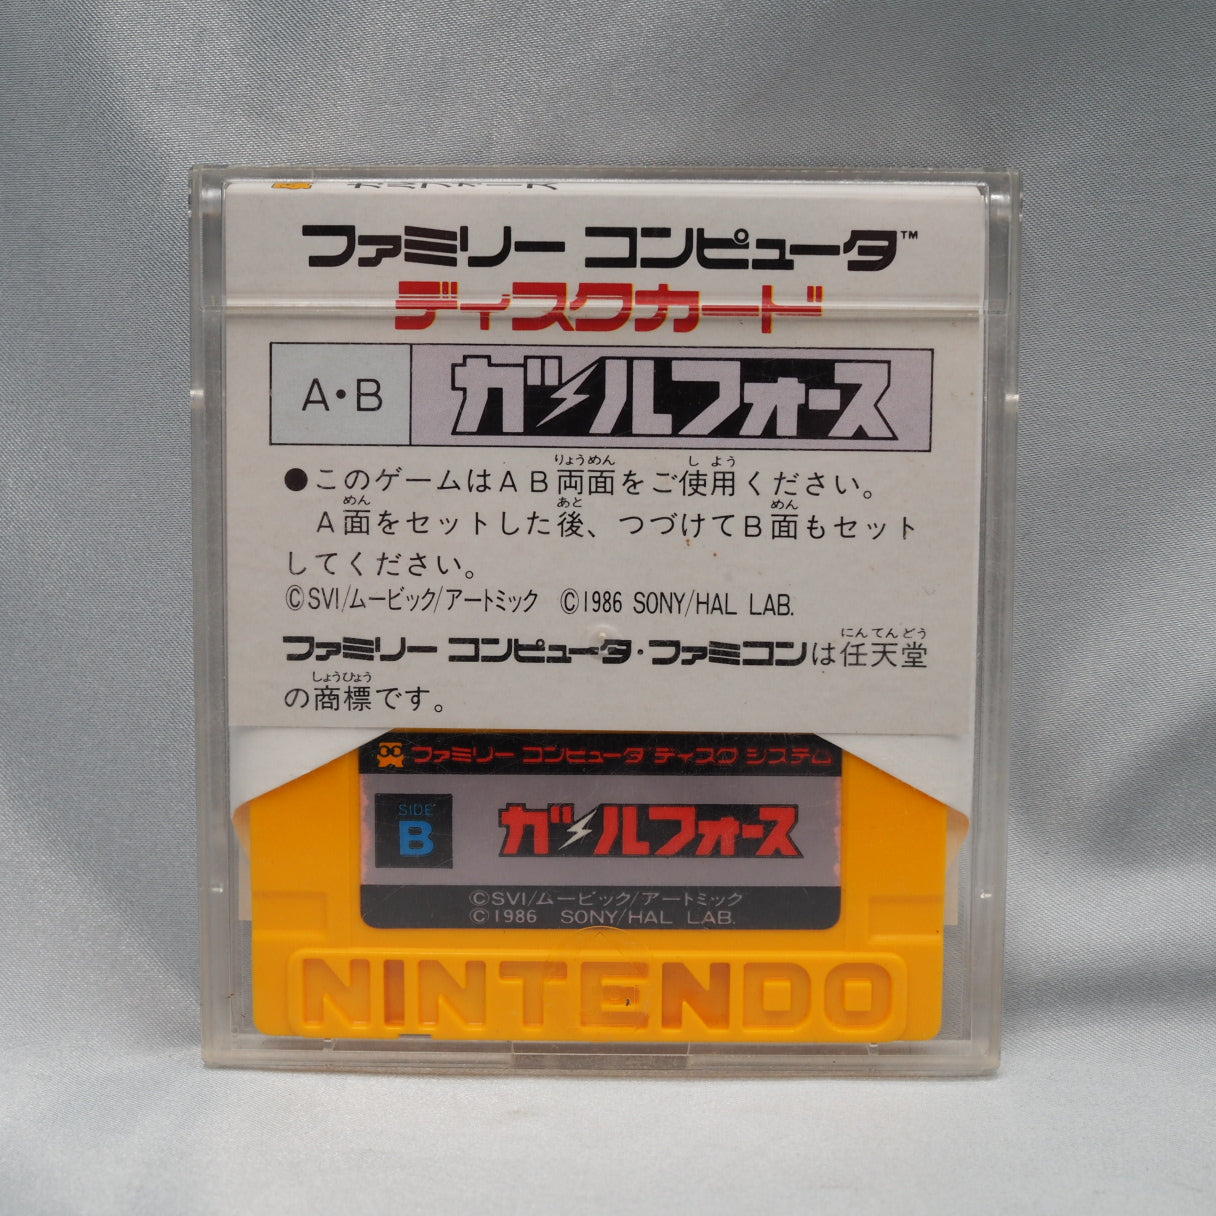 ファミリー コンピュータ™
ディスクカード
A・B ガールフォース
●このゲームはAB両面をご使用ください。
A面をセットした後、つづけてB面もセット
してください。
©SVI/ムービック/アートミック ©1986 SONY/HAL LAB.
ファミリー コンピュータ・ファミコンは任天堂
の商標です。
ファミリー コンピュータ ディスク システム
SIDE
B
ガールフォース
©SVI/ムービック/アートミック
©1986 SONY/HAL LAB.
NINTENDO